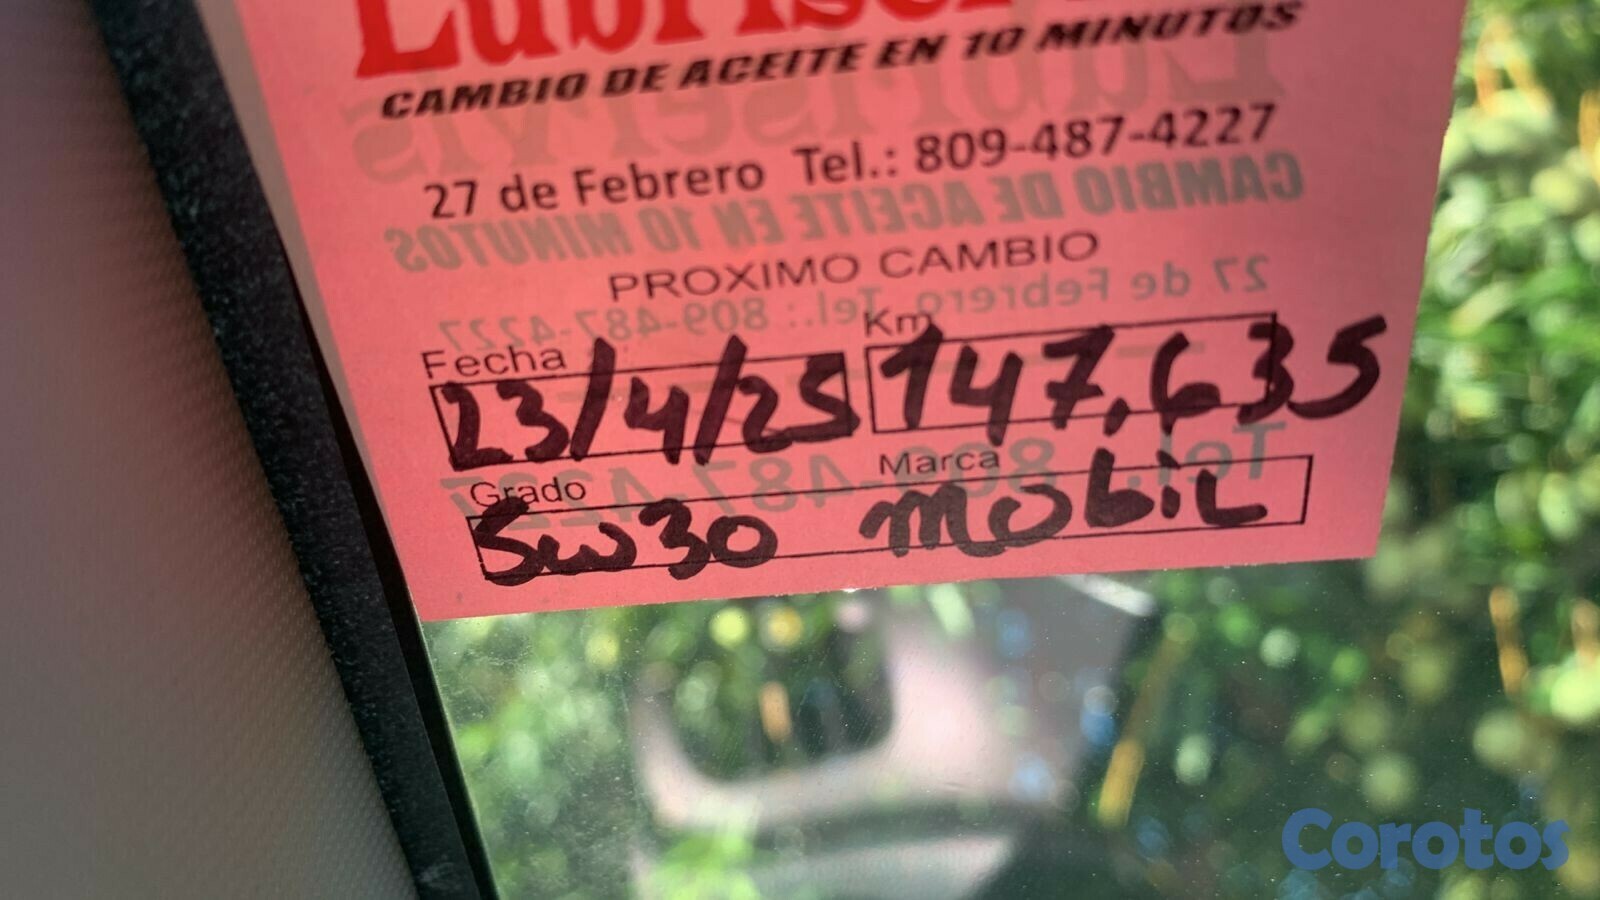 CAMBIO DE ACEITE EN 10 MINUTOS
27 de Febrero Tel.: 809-487-4227
PROXIMO CAMBIO
Fecha Km
23/4/25 147,635
Grado Marca
5w30 mobiL
Corotos